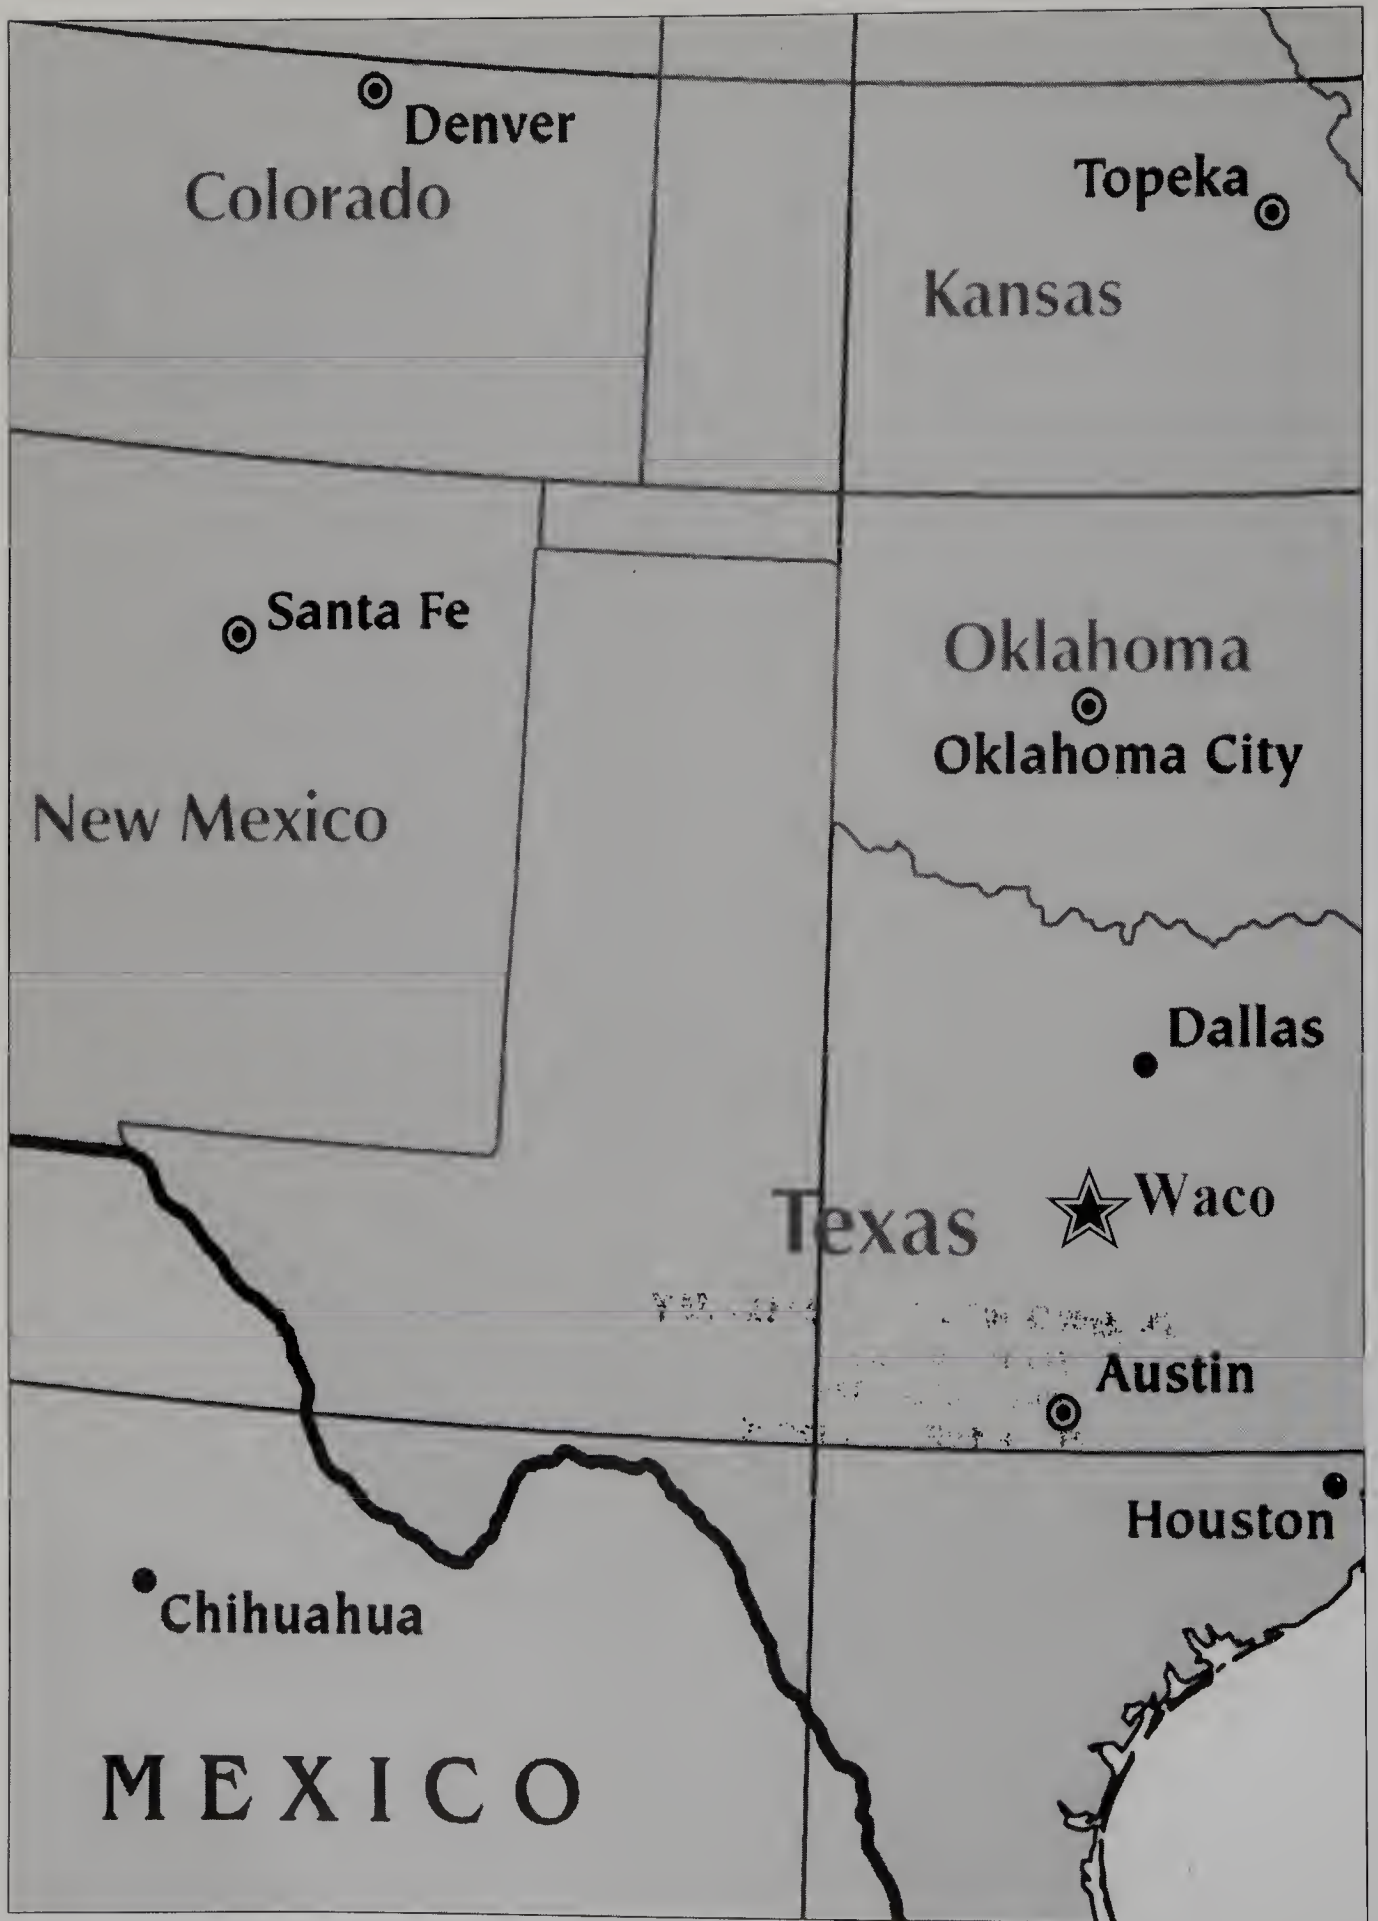 Denver
Colorado
Topeka
Kansas
Santa Fe
Oklahoma
Oklahoma City
New Mexico
Dallas
Waco
Texas
Austin
Houston
Chihuahua
MEXICO